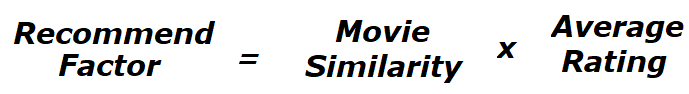 Recommend Factor = Movie Similarity x Average Rating